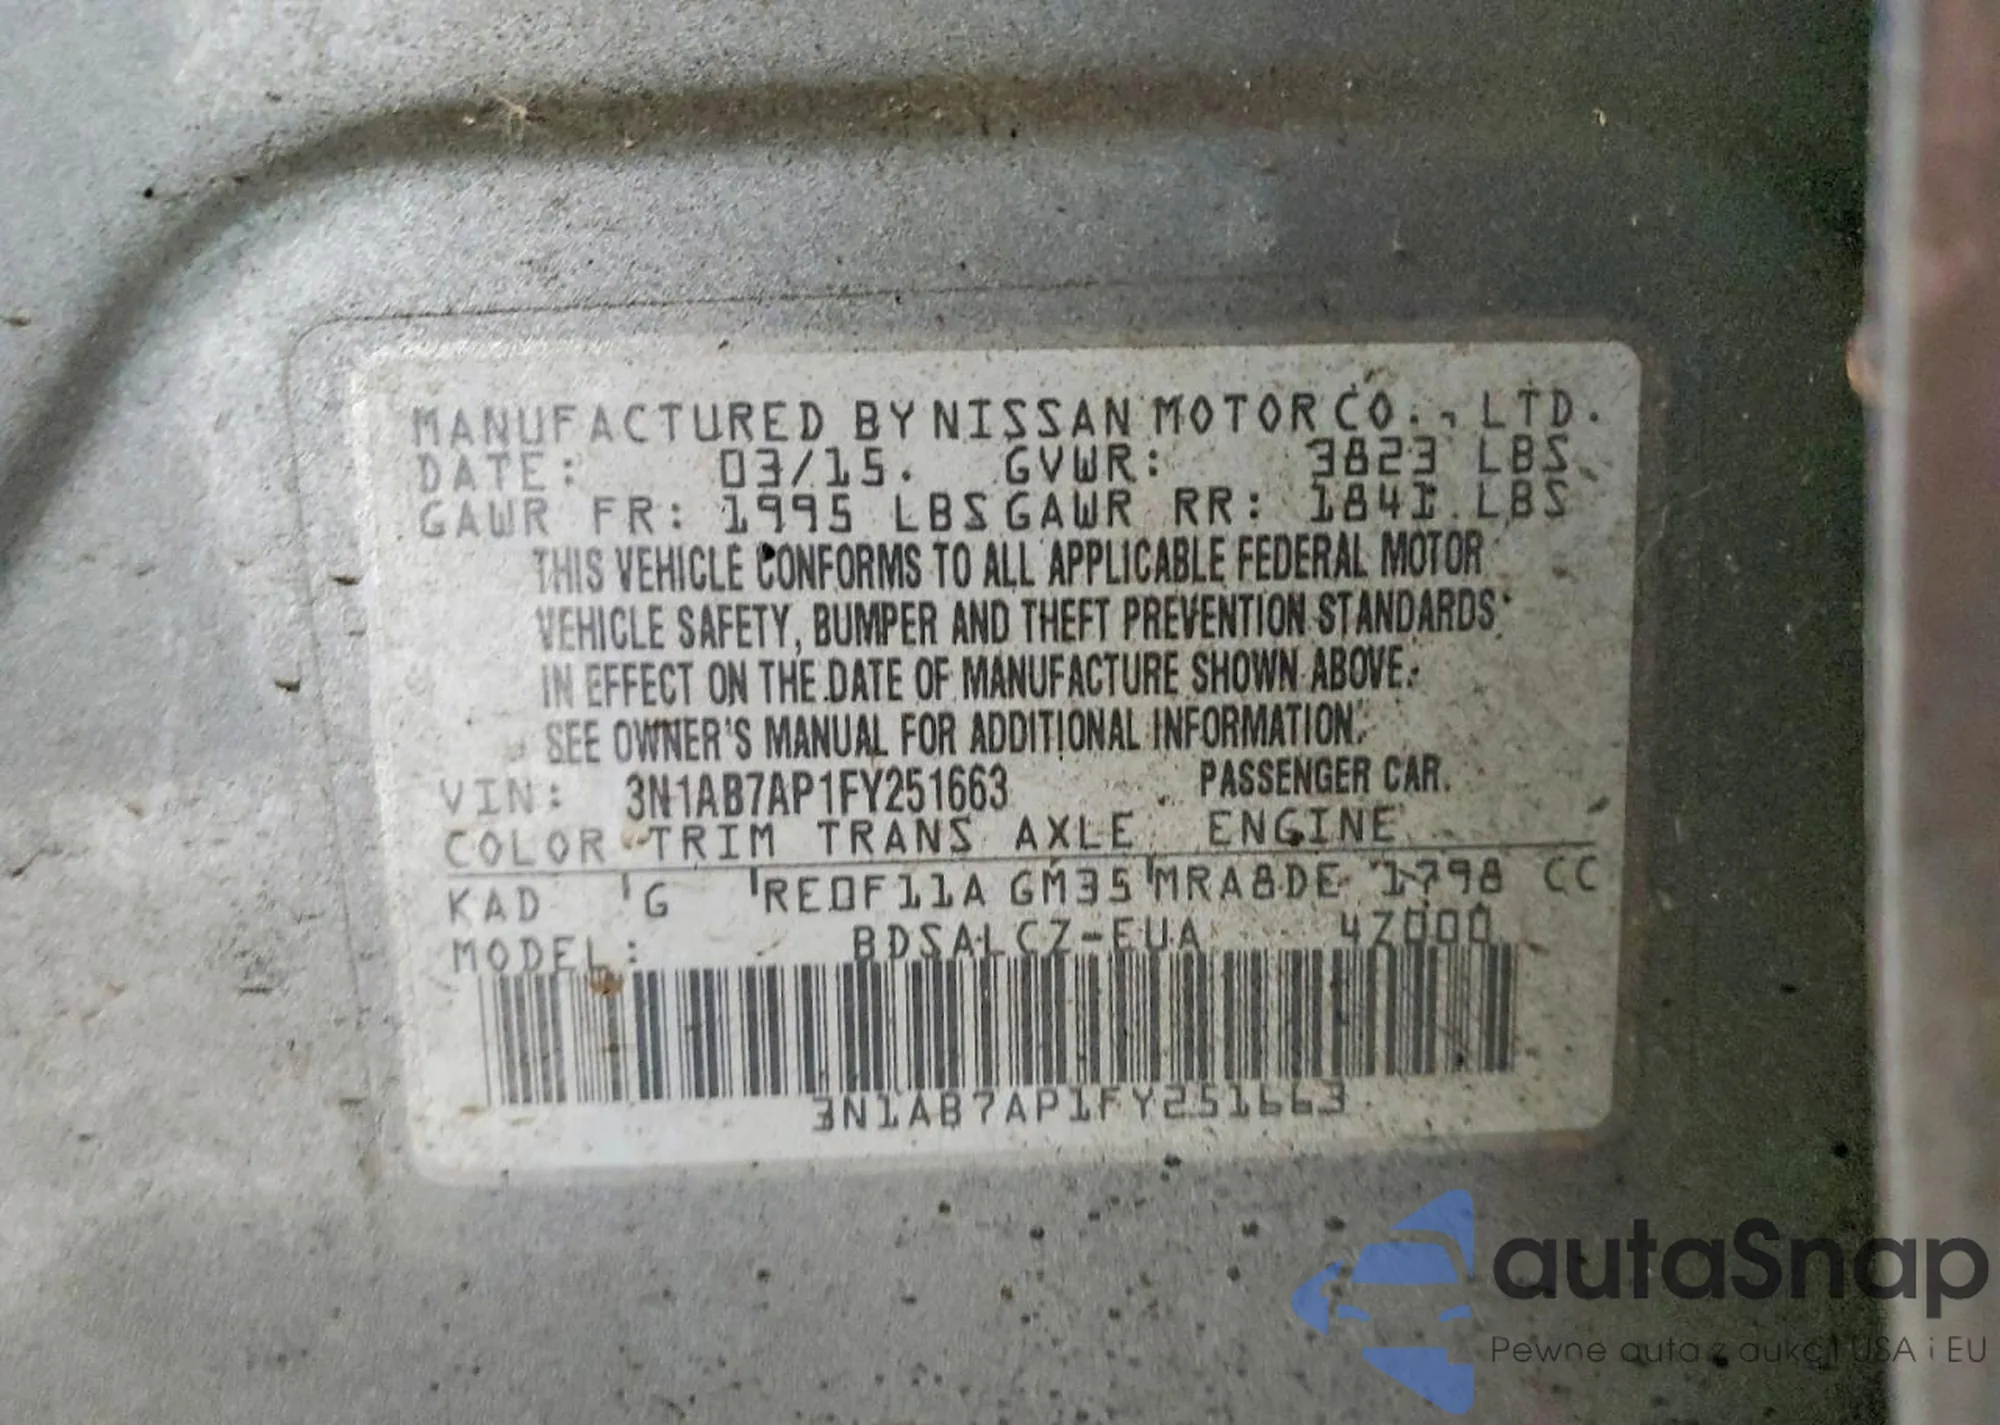 MANUFACTURED BY NISSAN MOTOR CO., LTD.
DATE: 03/15. GVWR: 3823 LBS
GAWR FR: 1995 LBS GAWR RR: 1841 LBS
THIS VEHICLE CONFORMS TO ALL APPLICABLE FEDERAL MOTOR
VEHICLE SAFETY, BUMPER AND THEFT PREVENTION STANDARDS
IN EFFECT ON THE DATE OF MANUFACTURE SHOWN ABOVE.
SEE OWNER'S MANUAL FOR ADDITIONAL INFORMATION.
VIN: 3N1AB7AP1FY251663 PASSENGER CAR.
COLOR TRIM TRANS AXLE ENGINE
KAD G RE0F11A GM35 MRA8DE 1798 CC
MODEL: BDSALCZ-EUA 4Z000
3N1AB7AP1FY251663
autaSnap
Pewne auta z aukcji USA i EU